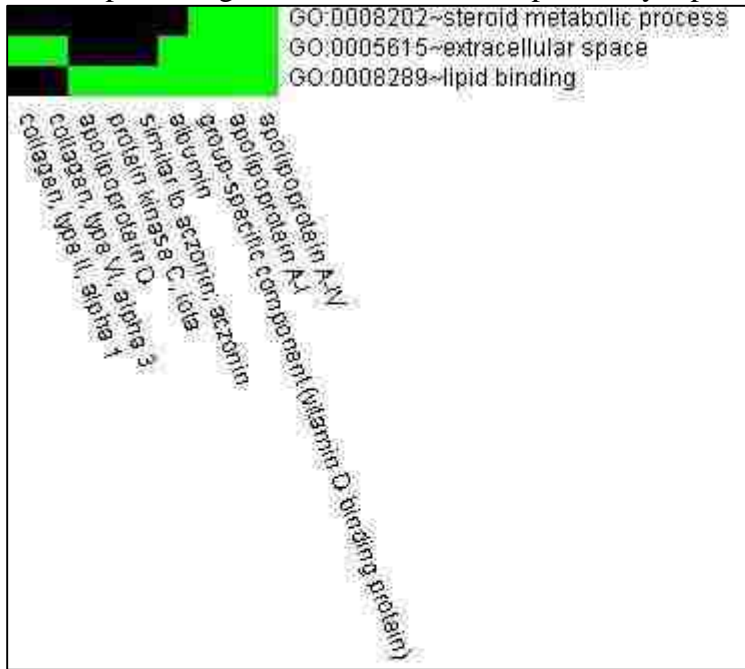 GO:0008202~steroid metabolic process
GO:0005615~extracellular space
GO:0008289~lipid binding
collagen, type II, alpha 1
collagen, type VI, alpha 3
apolipoprotein D
protein kinase C, iota
similar to aczonin; aczonin
albumin
group-specific component (vitamin D binding protein)
apolipoprotein A-I
apolipoprotein A-IV